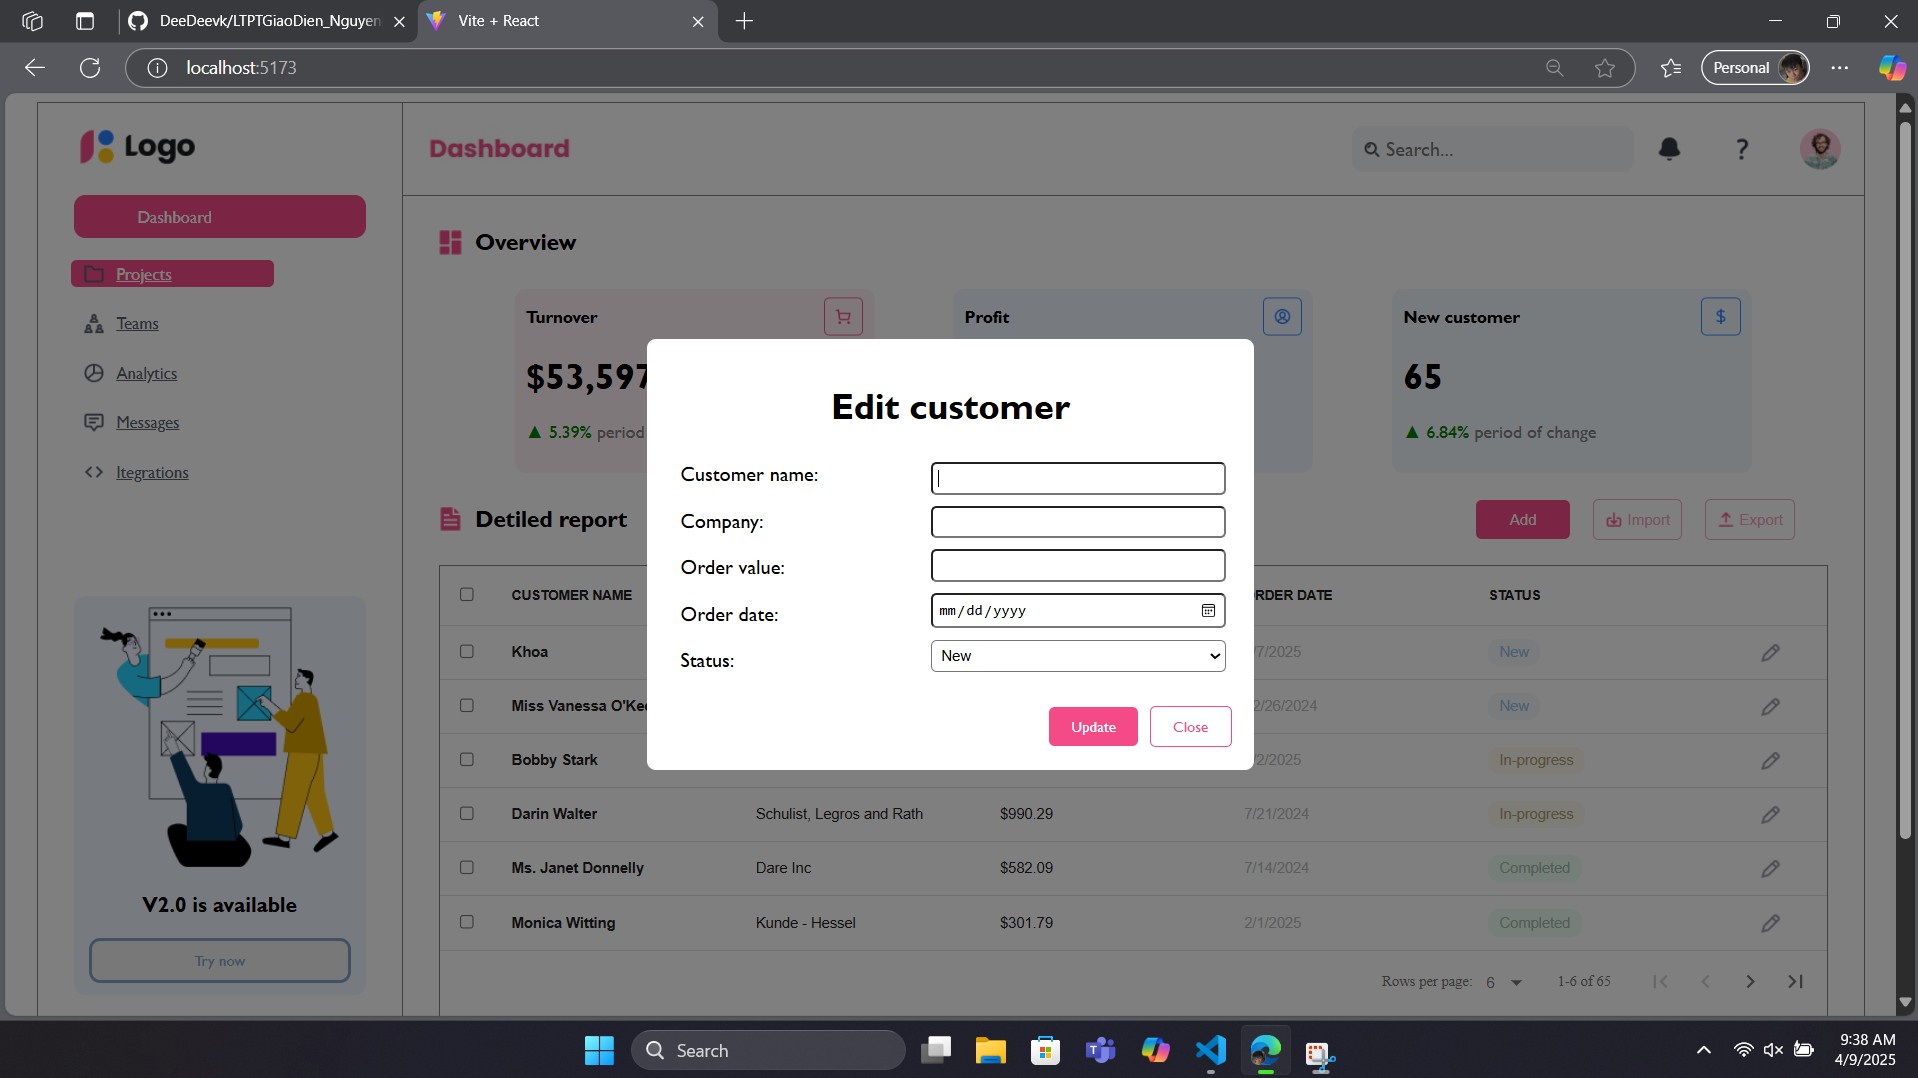 DeeDeevk/LTPTGiaoDien_Nguyen
Vite + React
localhost:5173
Personal
Logo
Dashboard
Search...
?
Dashboard
Projects
Teams
Analytics
Messages
Itegrations
V2.0 is available
Try now
Overview
Turnover
$53,597
▲ 5.39% period
Profit
New customer
$
65
▲ 6.84% period of change
Detiled report
Add
Import
Export
CUSTOMER NAME
RDER DATE
STATUS
Khoa
/7/2025
New
Miss Vanessa O'Kee
2/26/2024
New
Bobby Stark
/2/2025
In-progress
Darin Walter
Schulist, Legros and Rath
$990.29
7/21/2024
In-progress
Ms. Janet Donnelly
Dare Inc
$582.09
7/14/2024
Completed
Monica Witting
Kunde - Hessel
$301.79
2/1/2025
Completed
Rows per page: 6
1-6 of 65
Edit customer
Customer name:
Company:
Order value:
Order date:
mm/dd/yyyy
Status:
New
Update
Close
Search
9:38 AM
4/9/2025